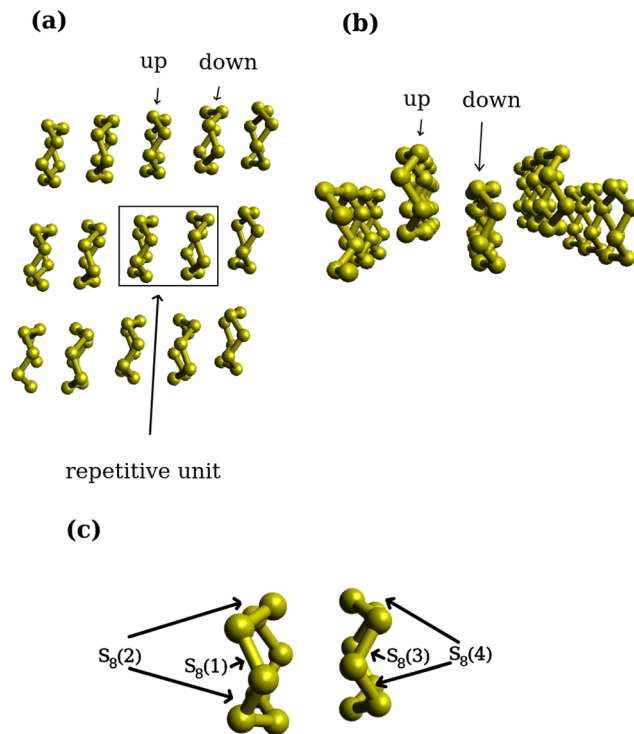 (a)
up down
(b)
up down
repetitive unit
(c)
S₈(2) S₈(1) S₈(3) S₈(4)